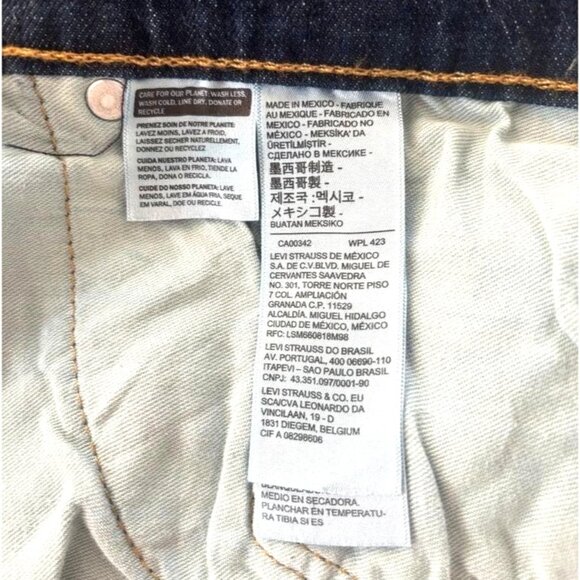 CARE FOR OUR PLANET: WASH LESS,
WASH COLD, LINE DRY, DONATE OR
RECYCLE
PRENEZ SOIN DE NOTRE PLANETE:
LAVEZ MOINS, LAVEZ A FROID,
LAISSEZ SECHER NATURELLEMENT,
DONNEZ OU RECYCLEZ
CUIDA NUESTRO PLANETA: LAVA
MENOS, LAVA EN FRIO, TIENDE LA
ROPA, DONA O RECICLA.
CUIDE DO NOSSO PLANETA: LAVE
MENOS, LAVE EM ÁGUA FRIA, SEQUE
EM VARAL, DOE OU RECICLE.
MADE IN MEXICO - FABRIQUE
AU MEXIQUE - FABRICADO EN
MEXICO - FABRICADO NO
MÉXICO - MEKSİKA' DA
ÜRETİLMİŞTİR -
СДЕЛАНО В МЕКСИКЕ -
墨西哥制造 -
墨西哥製 -
제조국 :멕시코 -
メキシコ製 -
BUATAN MEKSIKO
CA00342 WPL 423
LEVI STRAUSS DE MÉXICO
S.A. DE C.V.BLVD. MIGUEL DE
CERVANTES SAAVEDRA
NO. 301, TORRE NORTE PISO
7 COL. AMPLIACIÓN
GRANADA C.P. 11529
ALCALDÍA. MIGUEL HIDALGO
CIUDAD DE MÉXICO, MÉXICO
RFC: LSM660818M98
LEVI STRAUSS DO BRASIL
AV. PORTUGAL, 400 06690-110
ITAPEVI – SAO PAULO BRASIL
CNPJ: 43.351.097/0001-90
LEVI STRAUSS & CO. EU
SCA/CVA LEONARDO DA
VINCILAAN, 19 - D
1831 DIEGEM, BELGIUM
CIF A 08298606
MEDIO EN SECADORA.
PLANCHAR EN TEMPERATU-
RA TIBIA SI ES